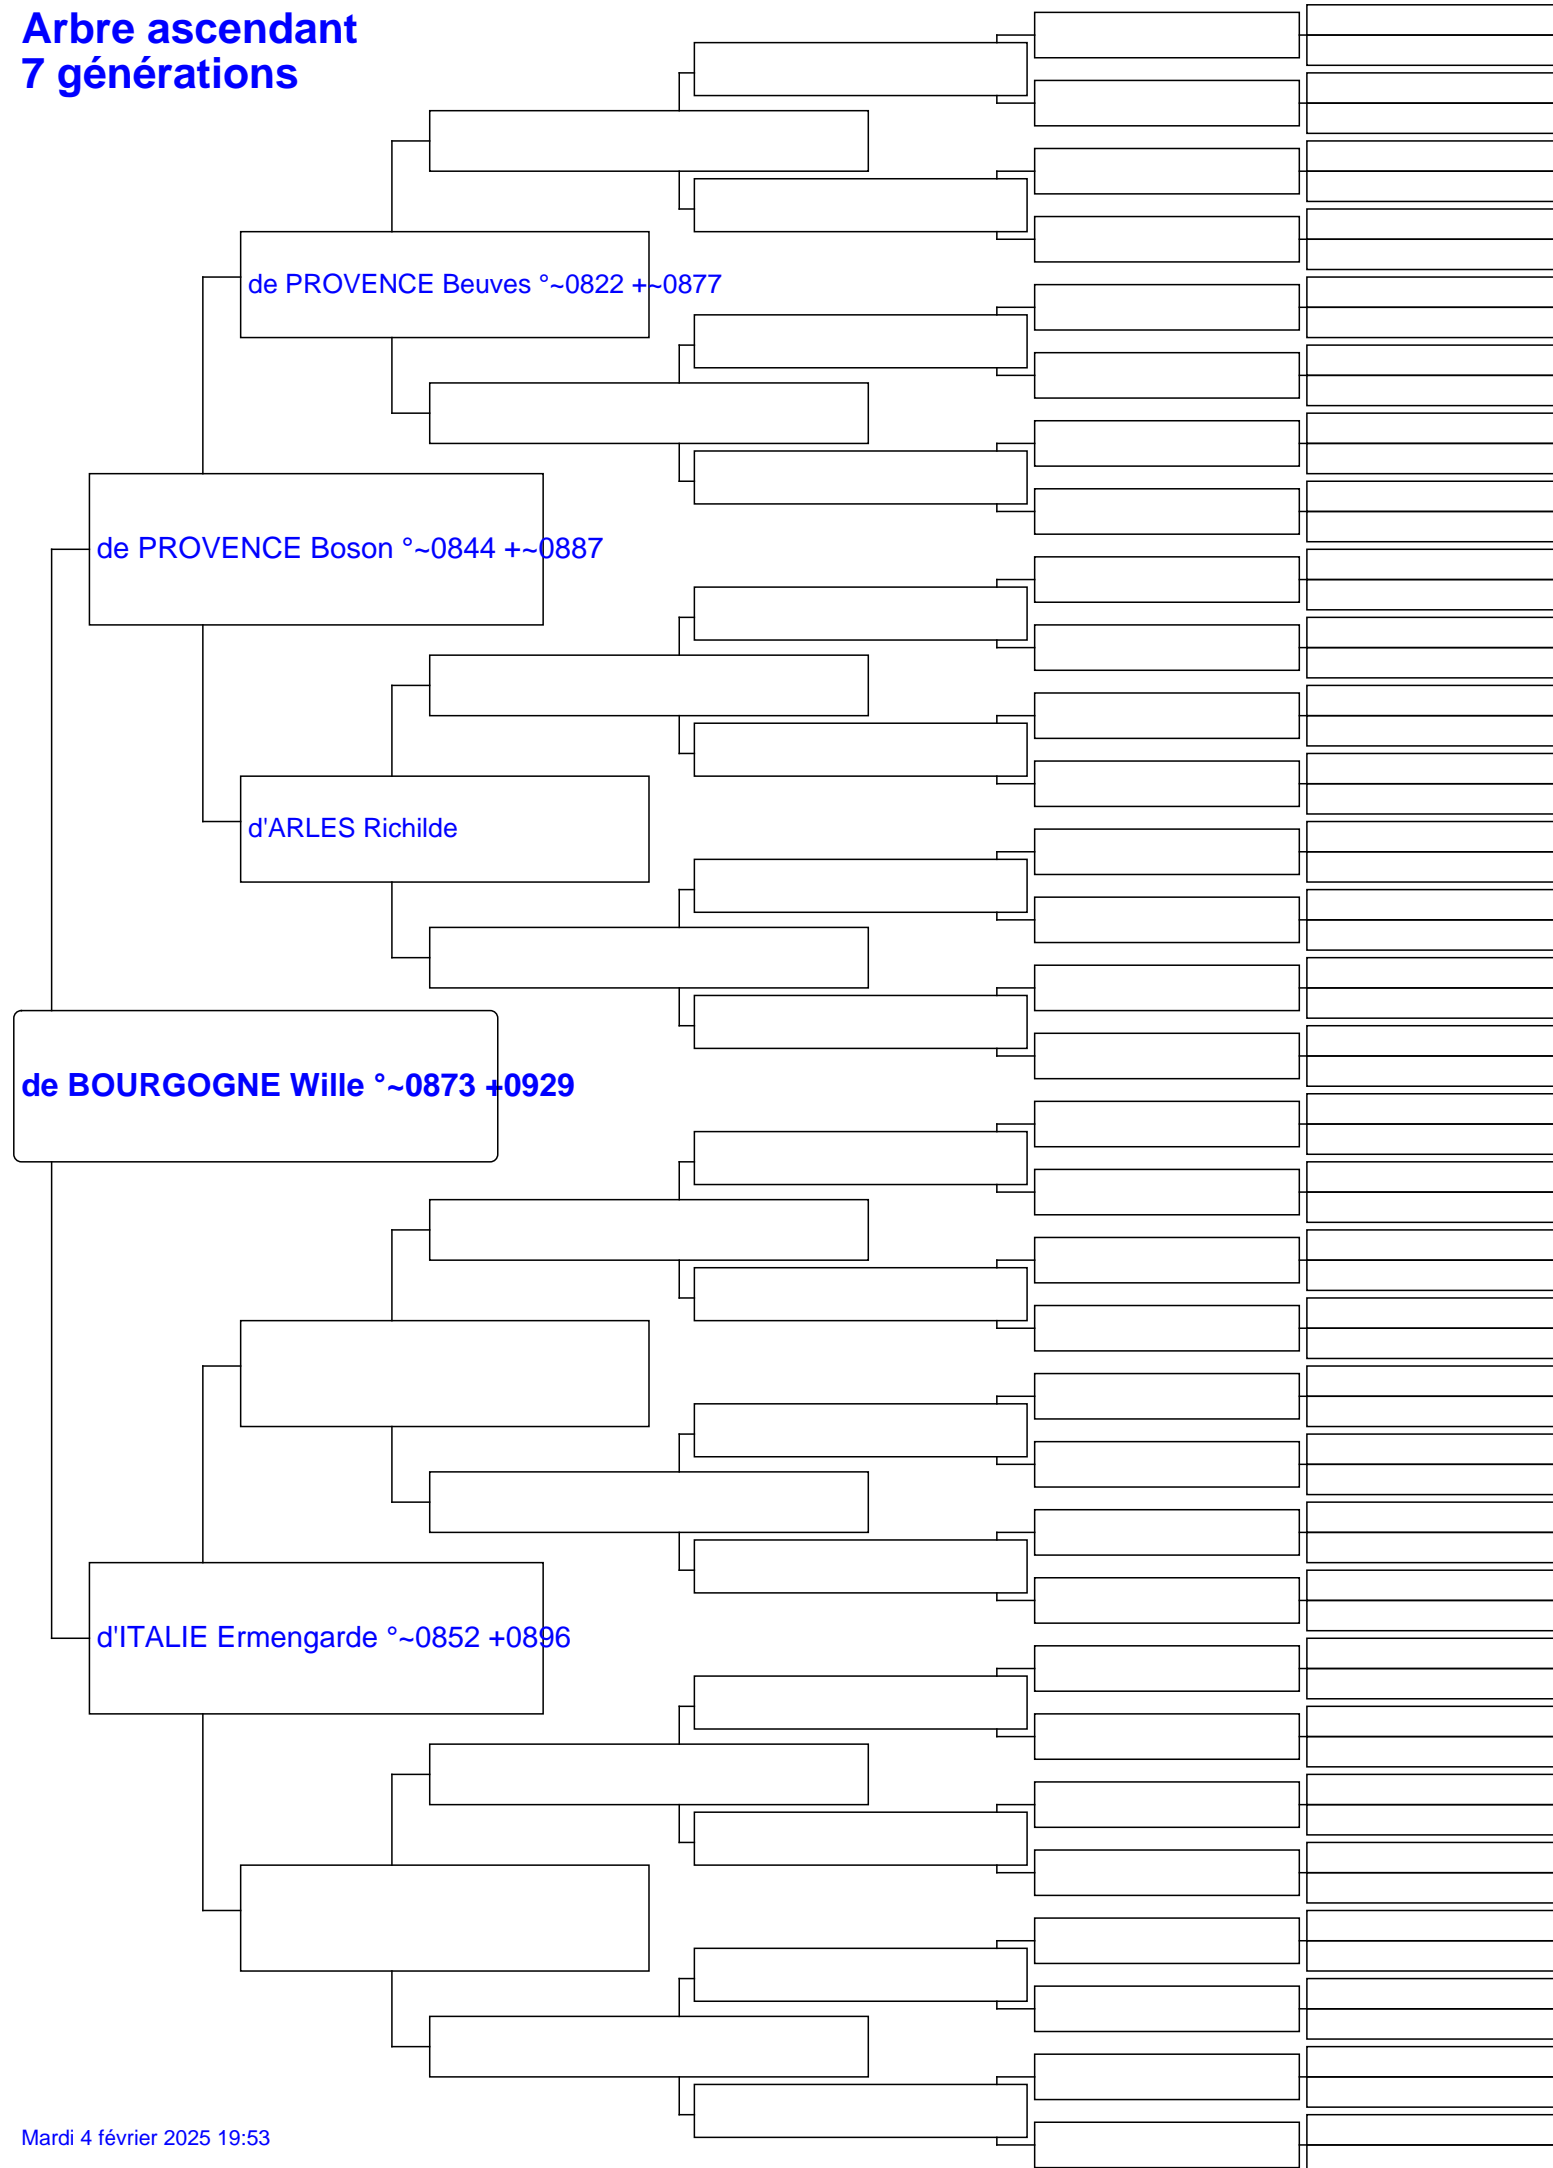 Arbre ascendant
7 générations
de PROVENCE Beuves °~0822 +~0877
de PROVENCE Boson °~0844 +~0887
d'ARLES Richilde
de BOURGOGNE Wille °~0873 +0929
d'ITALIE Ermengarde °~0852 +0896
Mardi 4 février 2025 19:53